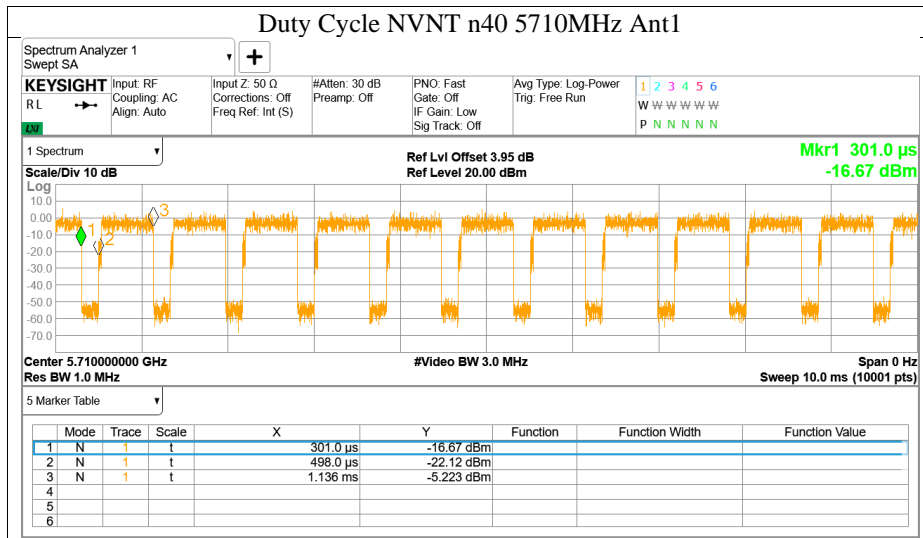 Duty Cycle NVNT n40 5710MHz Ant1
Spectrum Analyzer 1
Swept SA
+
KEYSIGHT
RL
LXI
Input: RF
Coupling: AC
Align: Auto
Input Z: 50 Ω
Corrections: Off
Freq Ref: Int (S)
#Atten: 30 dB
Preamp: Off
PNO: Fast
Gate: Off
IF Gain: Low
Sig Track: Off
Avg Type: Log-Power
Trig: Free Run
1 2 3 4 5 6
W W W W W W
P N N N N N
1 Spectrum
Scale/Div 10 dB
Ref Lvl Offset 3.95 dB
Ref Level 20.00 dBm
Mkr1 301.0 µs
-16.67 dBm
Log
10.0
0.00
-10.0
-20.0
-30.0
-40.0
-50.0
-60.0
-70.0
1
2
3
Center 5.710000000 GHz
Res BW 1.0 MHz
#Video BW 3.0 MHz
Span 0 Hz
Sweep 10.0 ms (10001 pts)
5 Marker Table
Mode Trace Scale X Y Function Function Width Function Value
1 N 1 t 301.0 µs -16.67 dBm
2 N 1 t 498.0 µs -22.12 dBm
3 N 1 t 1.136 ms -5.223 dBm
4
5
6